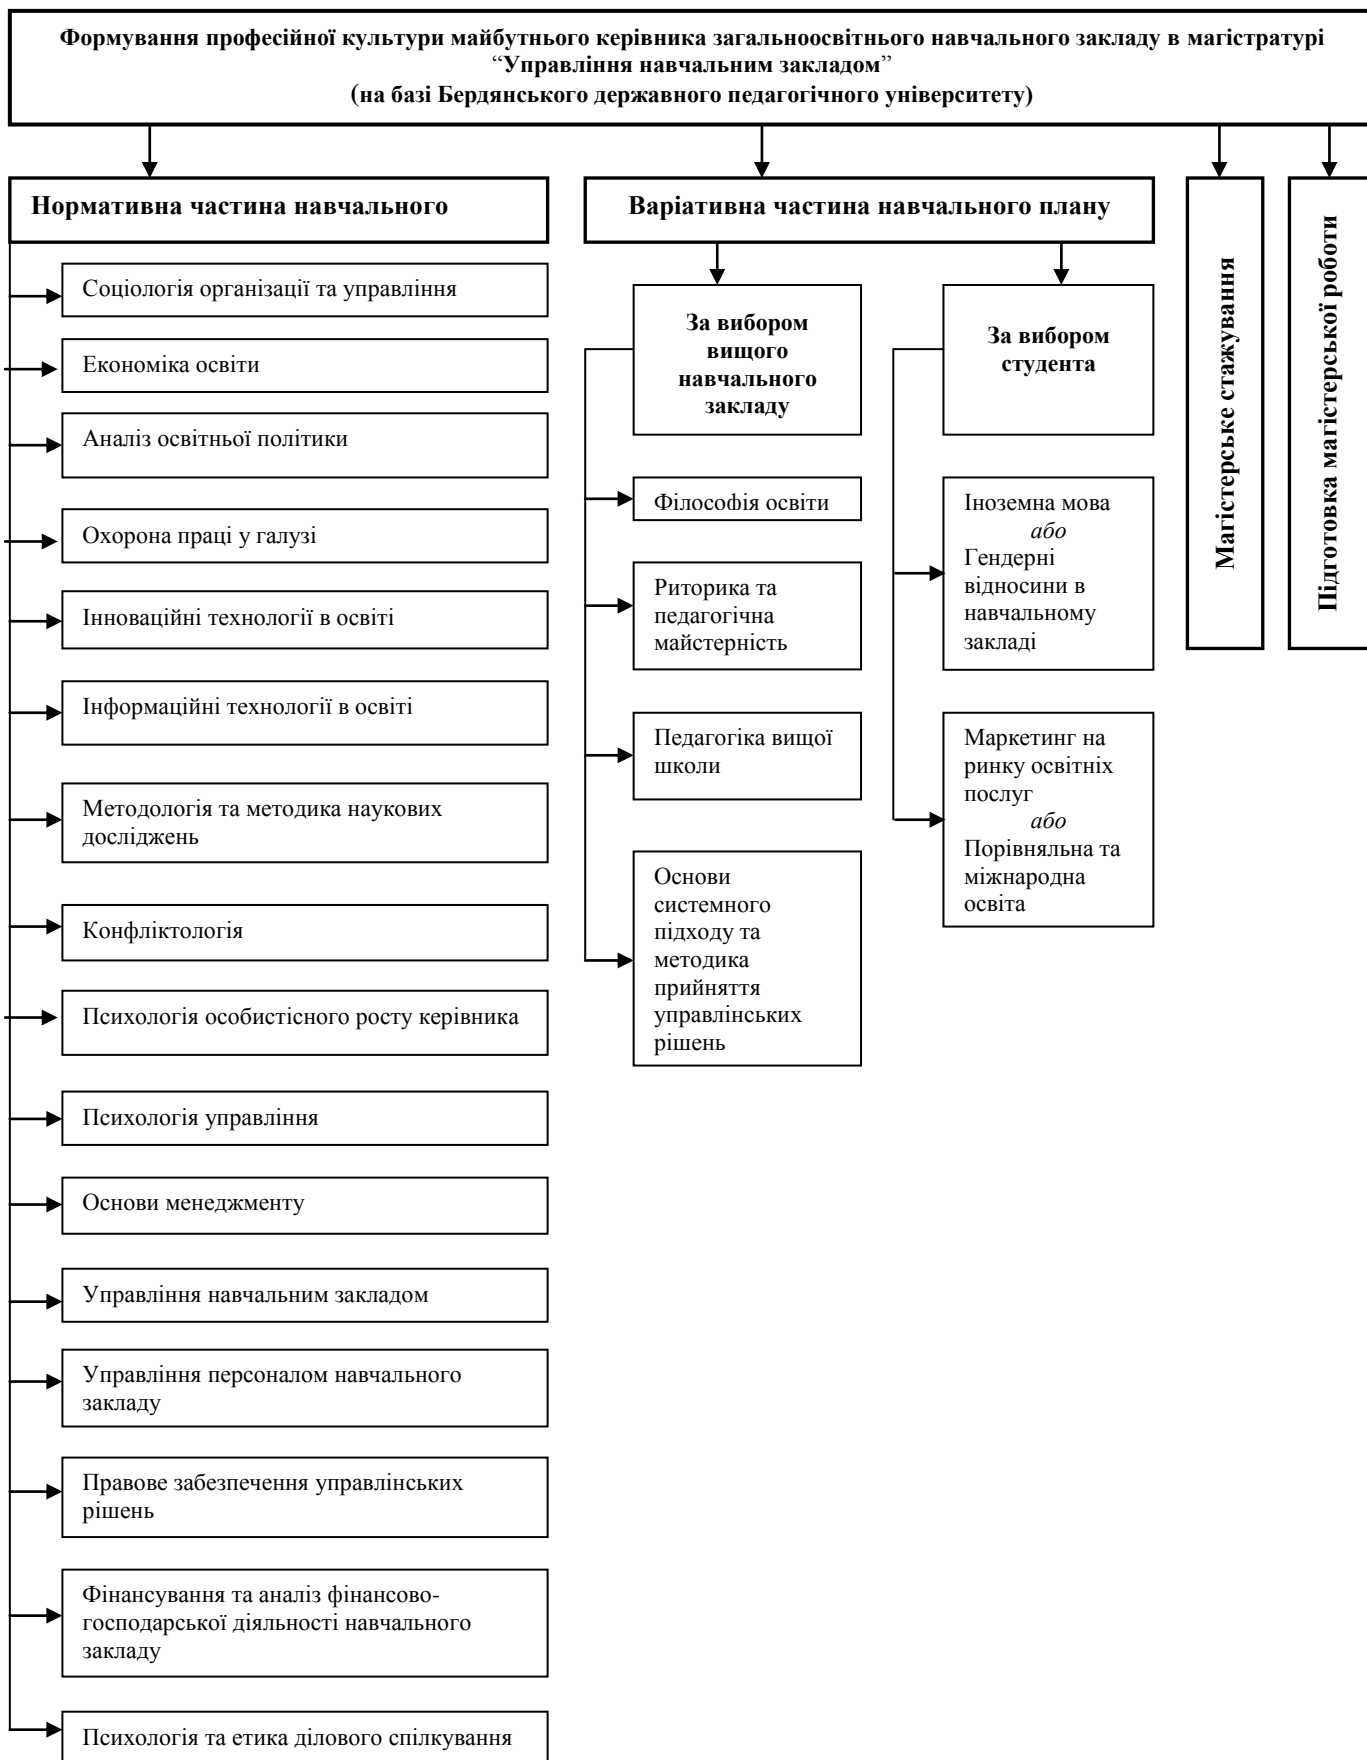 Формування професійної культури майбутнього керівника загальноосвітнього навчального закладу в магістратурі
“Управління навчальним закладом”
(на базі Бердянського державного педагогічного університету)
Нормативна частина навчального
Соціологія організації та управління
Економіка освіти
Аналіз освітньої політики
Охорона праці у галузі
Інноваційні технології в освіті
Інформаційні технології в освіті
Методологія та методика наукових
досліджень
Конфліктологія
Психологія особистісного росту керівника
Психологія управління
Основи менеджменту
Управління навчальним закладом
Управління персоналом навчального
закладу
Правове забезпечення управлінських
рішень
Фінансування та аналіз фінансово-
господарської діяльності навчального
закладу
Психологія та етика ділового спілкування
Варіативна частина навчального плану
За вибором
вищого
навчального
закладу
Філософія освіти
Риторика та
педагогічна
майстерність
Педагогіка вищої
школи
Основи
системного
підходу та
методика
прийняття
управлінських
рішень
За вибором
студента
Іноземна мова
або
Гендерні
відносини в
навчальному
закладі
Маркетинг на
ринку освітніх
послуг
або
Порівняльна та
міжнародна
освіта
Магістерське стажування
Підготовка магістерської роботи